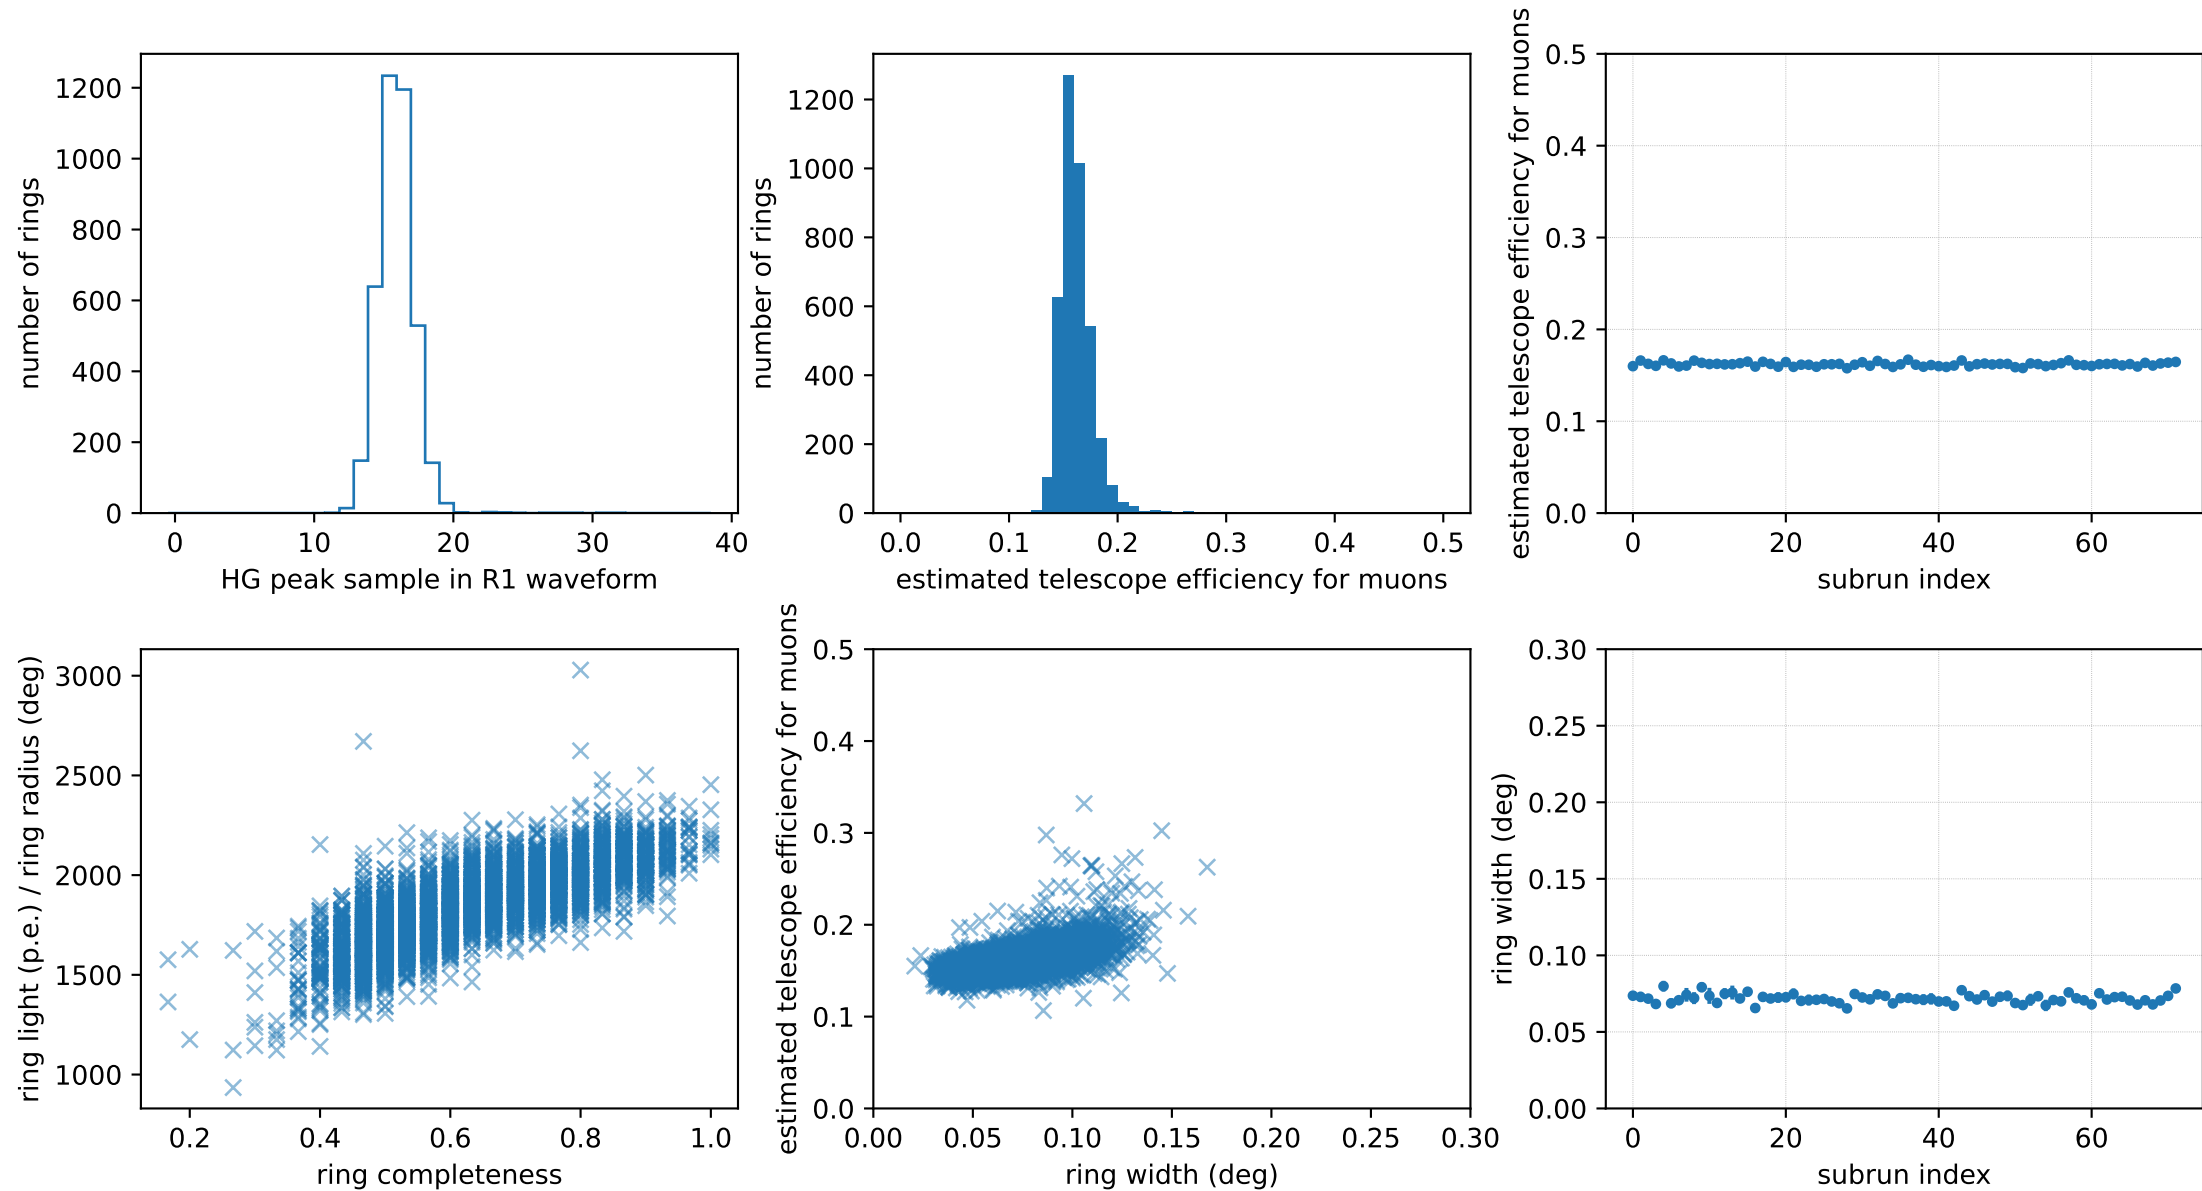 number of rings
1200
1000
800
600
400
200
0
0 10 20 30 40
HG peak sample in R1 waveform
number of rings
1200
1000
800
600
400
200
0
0.0 0.1 0.2 0.3 0.4 0.5
estimated telescope efficiency for muons
estimated telescope efficiency for muons
0.5
0.4
0.3
0.2
0.1
0.0
0 20 40 60
subrun index
ring light (p.e.) / ring radius (deg)
3000
2500
2000
1500
1000
0.2 0.4 0.6 0.8 1.0
ring completeness
estimated telescope efficiency for muons
0.5
0.4
0.3
0.2
0.1
0.0
0.00 0.05 0.10 0.15 0.20 0.25 0.30
ring width (deg)
ring width (deg)
0.30
0.25
0.20
0.15
0.10
0.05
0.00
0 20 40 60
subrun index